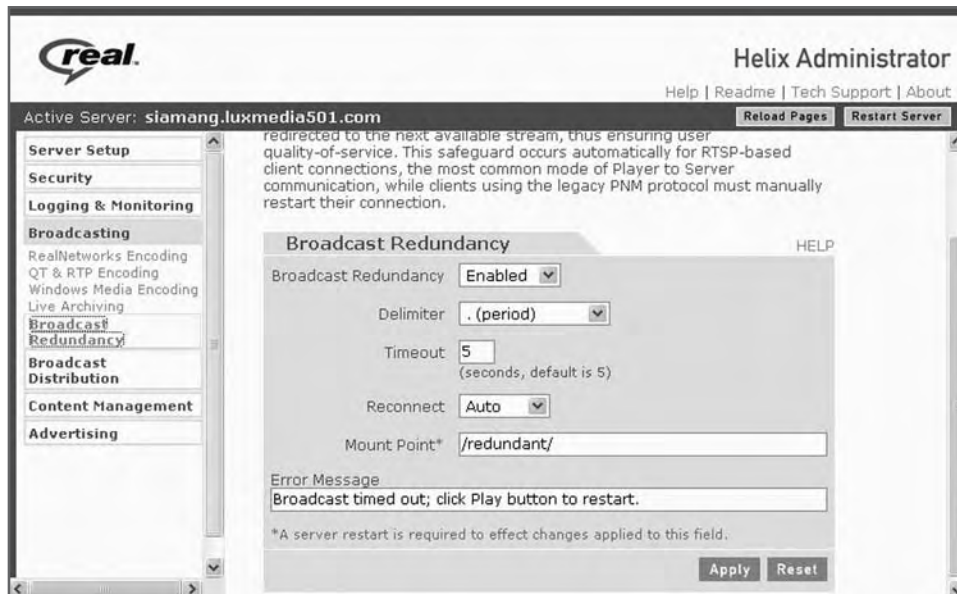 real.
Helix Administrator
Help | Readme | Tech Support | About
Active Server: siamang.luxmedia501.com
Reload Pages
Restart Server
Server Setup
Security
Logging & Monitoring
Broadcasting
RealNetworks Encoding
QT & RTP Encoding
Windows Media Encoding
Live Archiving
Broadcast
Redundancy
Broadcast
Distribution
Content Management
Advertising
redirected to the next available stream, thus ensuring user
quality-of-service. This safeguard occurs automatically for RTSP-based
client connections, the most common mode of Player to Server
communication, while clients using the legacy PNM protocol must manually
restart their connection.
Broadcast Redundancy
HELP
Broadcast Redundancy Enabled
Delimiter . (period)
Timeout 5
(seconds, default is 5)
Reconnect Auto
Mount Point* /redundant/
Error Message
Broadcast timed out; click Play button to restart.
*A server restart is required to effect changes applied to this field.
Apply Reset